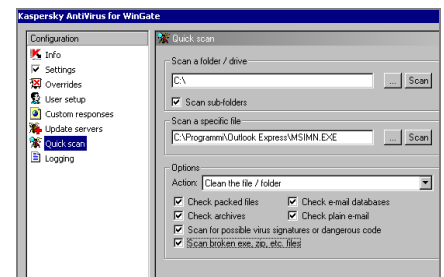 Kaspersky AntiVirus for WinGate
Configuration
Info
Settings
Overrides
User setup
Custom responses
Update servers
Quick scan
Logging
Quick scan
Scan a folder / drive
C:\
... Scan
Scan sub-folders
Scan a specific file
C:\Programmi\Outlook Express\MSIMN.EXE
... Scan
Options
Action: Clean the file / folder
Check packed files Check e-mail databases
Check archives Check plain e-mail
Scan for possible virus signatures or dangerous code
Scan broken exe, zip, etc. files